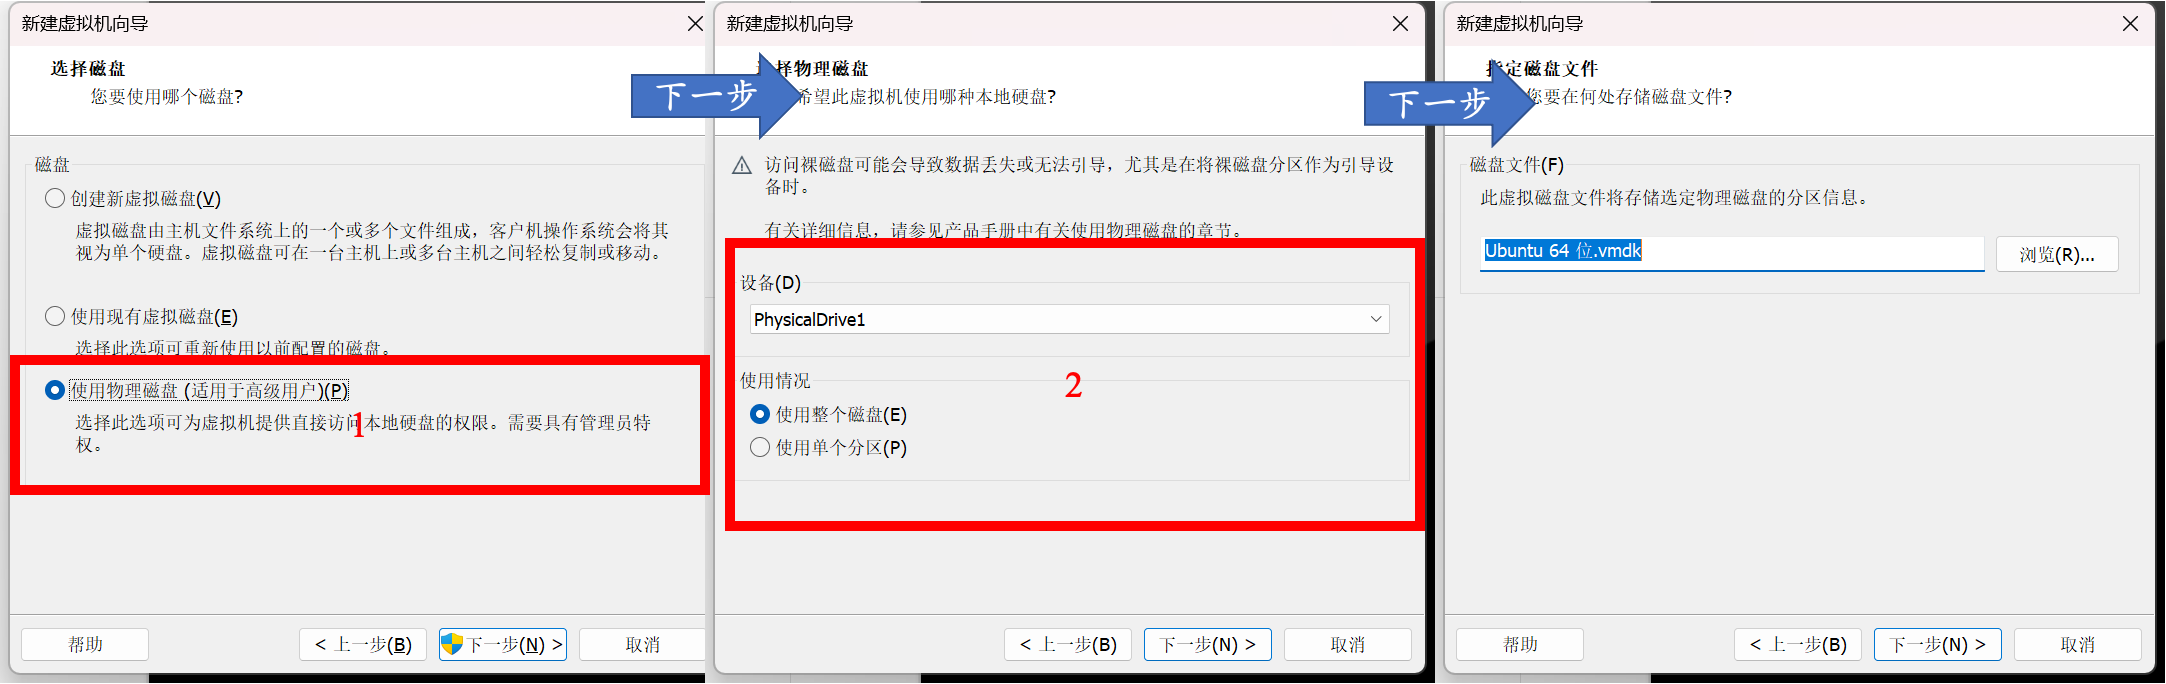 新建虚拟机向导
选择磁盘
您要使用哪个磁盘?
磁盘
创建新虚拟磁盘(V)
虚拟磁盘由主机文件系统上的一个或多个文件组成，客户机操作系统会将其
视为单个硬盘。虚拟磁盘可在一台主机上或多台主机之间轻松复制或移动。
使用现有虚拟磁盘(E)
选择此选项可重新使用以前配置的磁盘。
使用物理磁盘 (适用于高级用户)(P)
选择此选项可为虚拟机提供直接访问本地硬盘的权限。需要具有管理员特
权。
1
帮助
< 上一步(B)
下一步(N) >
取消
下一步
新建虚拟机向导
择物理磁盘
希望此虚拟机使用哪种本地硬盘?
访问裸磁盘可能会导致数据丢失或无法引导，尤其是在将裸磁盘分区作为引导设
备时。
有关详细信息，请参见产品手册中有关使用物理磁盘的章节。
设备(D)
PhysicalDrive1
使用情况
2
使用整个磁盘(E)
使用单个分区(P)
< 上一步(B)
下一步(N) >
取消
下一步
新建虚拟机向导
指定磁盘文件
您要在何处存储磁盘文件?
磁盘文件(F)
此虚拟磁盘文件将存储选定物理磁盘的分区信息。
Ubuntu 64 位.vmdk
浏览(R)...
帮助
< 上一步(B)
下一步(N) >
取消